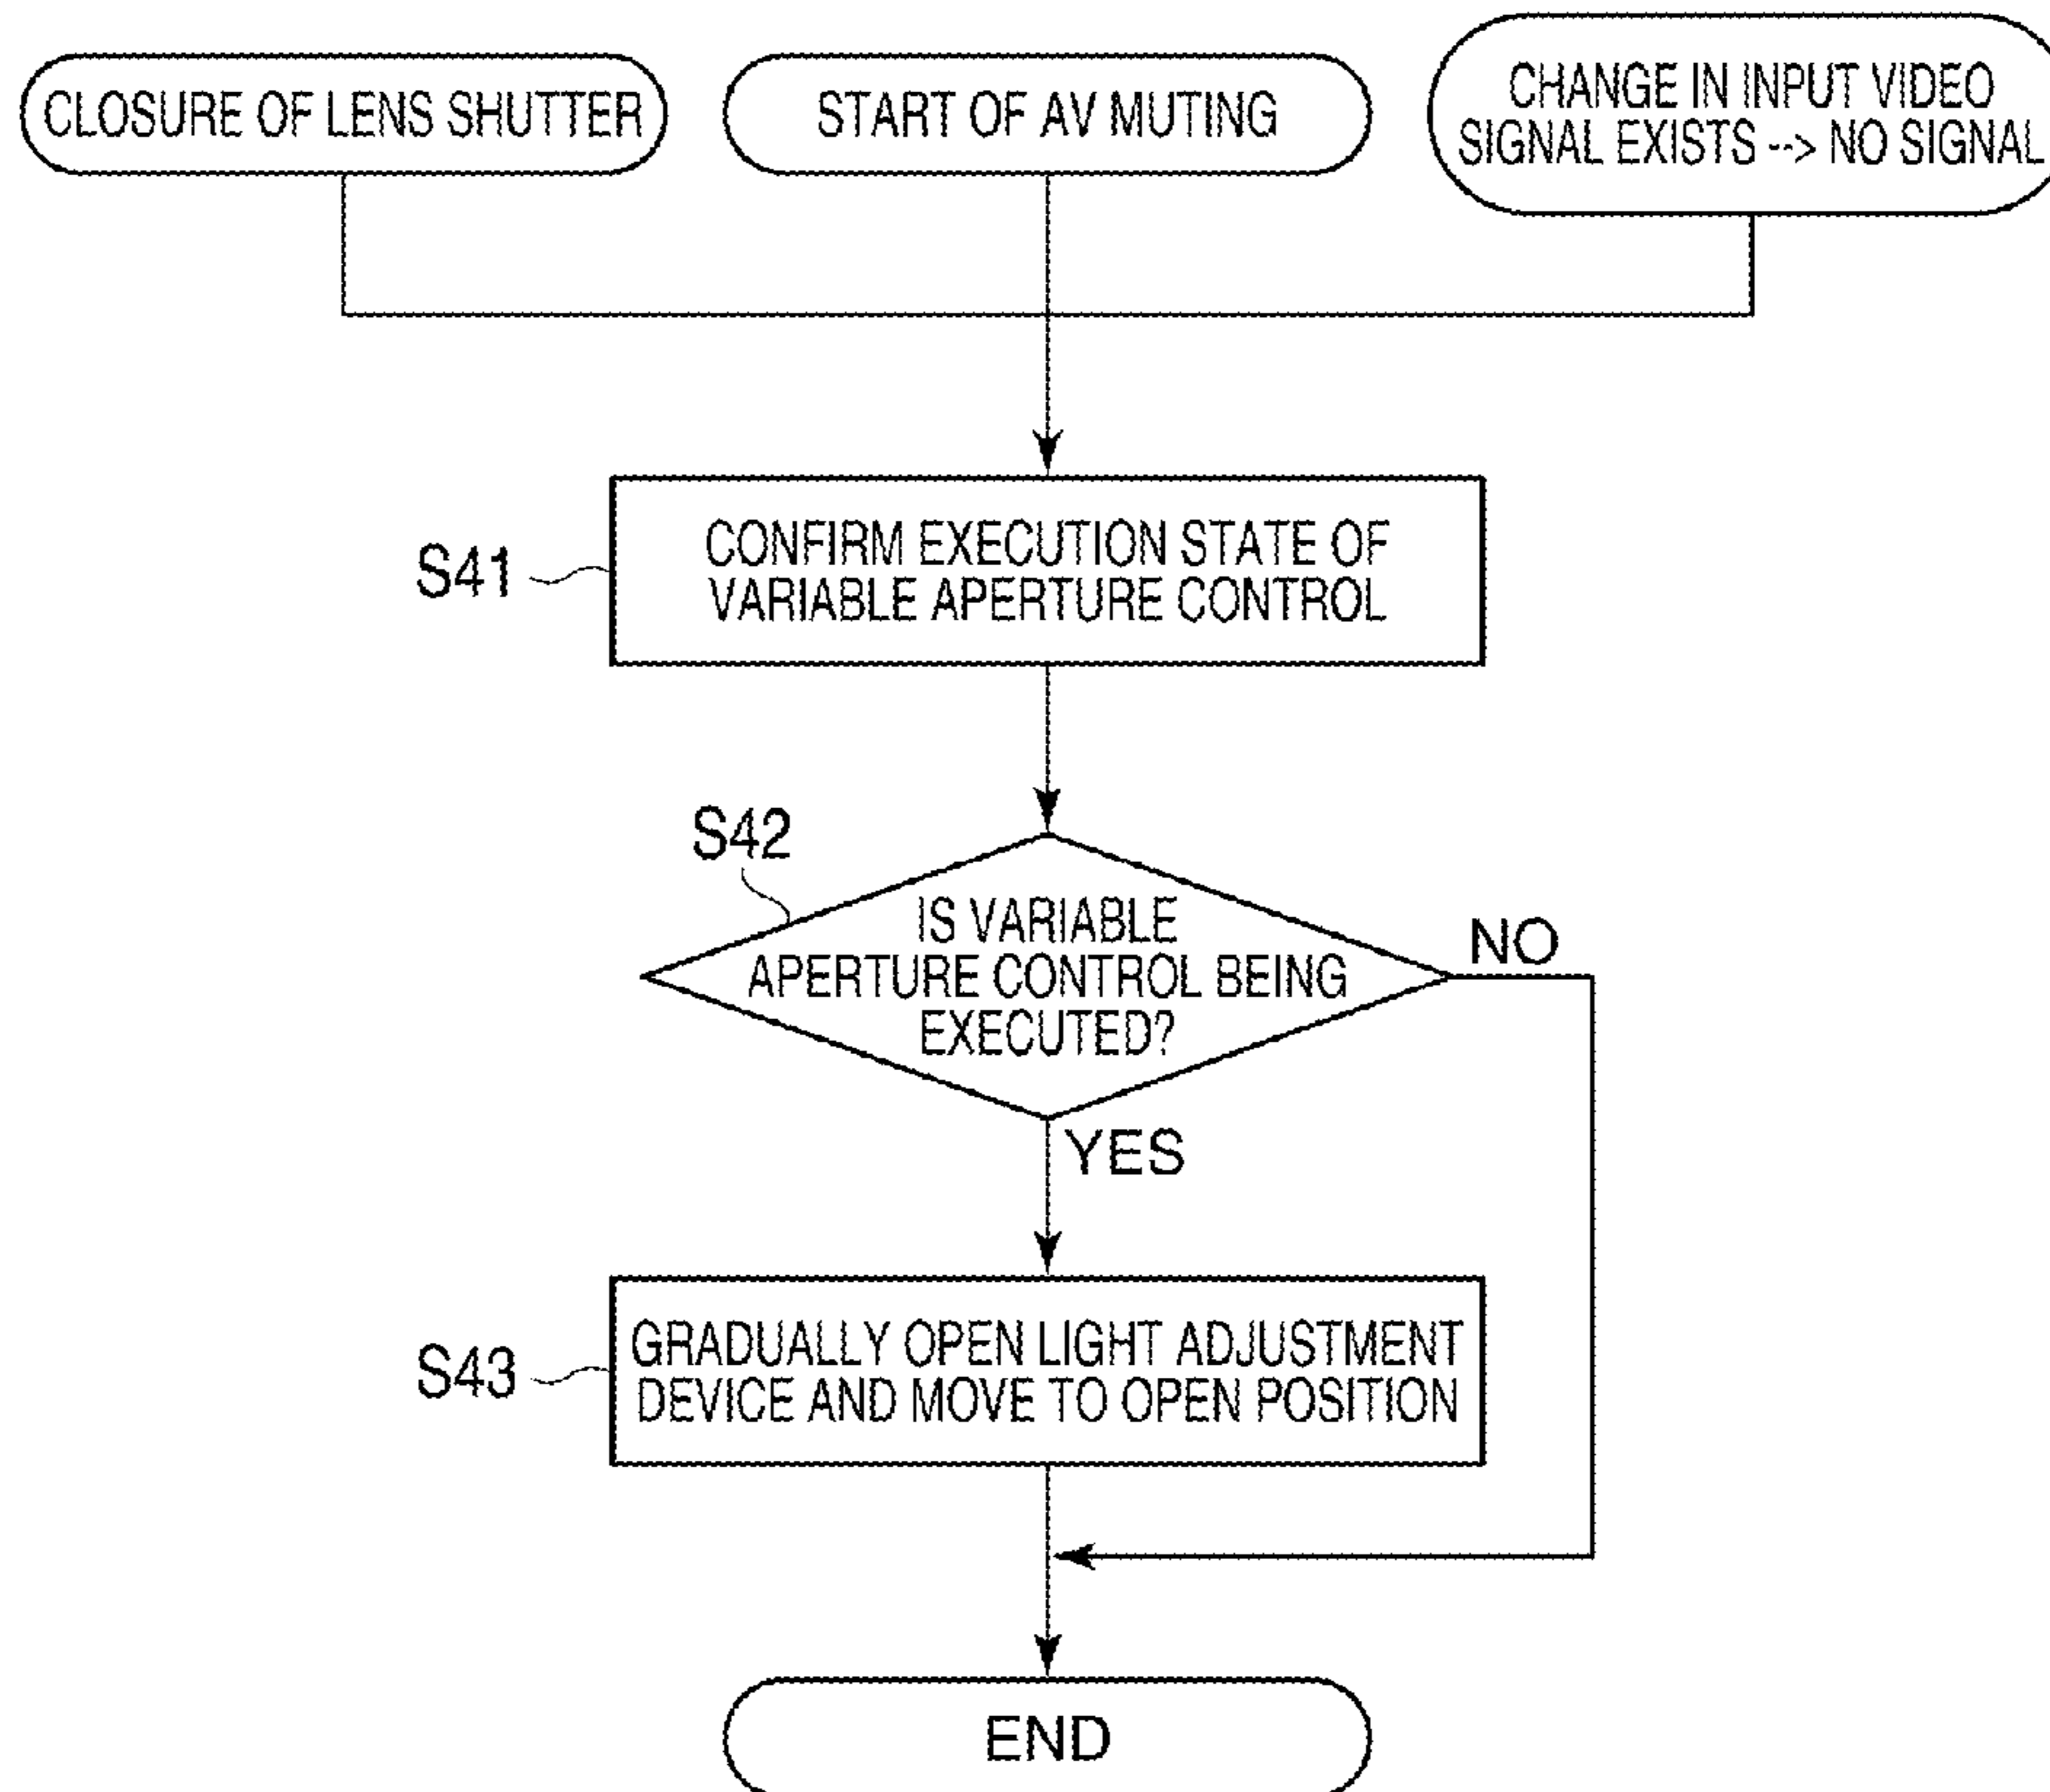 CLOSURE OF LENS SHUTTER
START OF AV MUTING
CHANGE IN INPUT VIDEO
SIGNAL EXISTS --> NO SIGNAL
S41
CONFIRM EXECUTION STATE OF
VARIABLE APERTURE CONTROL
S42
IS VARIABLE
APERTURE CONTROL BEING
EXECUTED?
NO
YES
S43
GRADUALLY OPEN LIGHT ADJUSTMENT
DEVICE AND MOVE TO OPEN POSITION
END